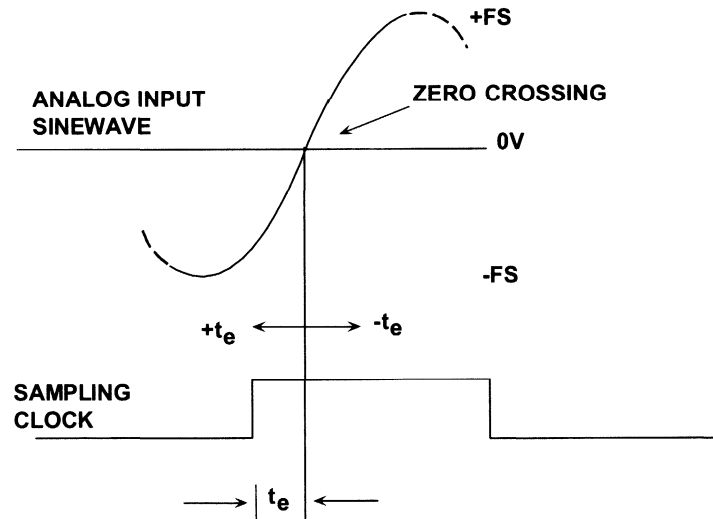 +FS
ANALOG INPUT
SINEWAVE
ZERO CROSSING
0V
-FS
+te
-te
SAMPLING
CLOCK
te